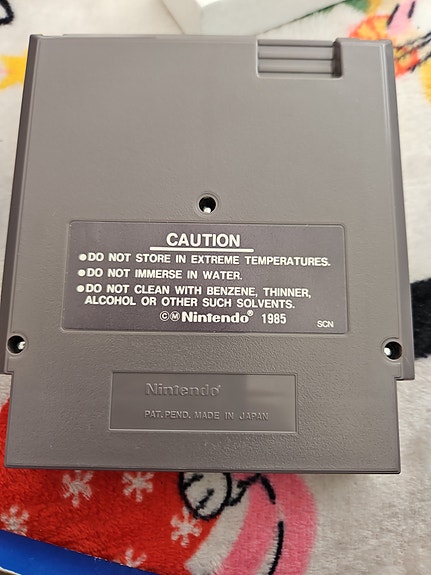 CAUTION
●DO NOT STORE IN EXTREME TEMPERATURES.
●DO NOT IMMERSE IN WATER.
●DO NOT CLEAN WITH BENZENE, THINNER,
ALCOHOL OR OTHER SUCH SOLVENTS.
©Ⓜ Nintendo® 1985 SCN
Nintendo®
PAT.PEND. MADE IN JAPAN